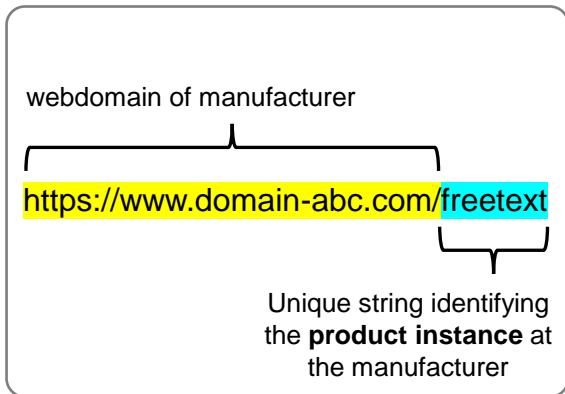 webdomain of manufacturer
https://www.domain-abc.com/freetext
Unique string identifying
the product instance at
the manufacturer